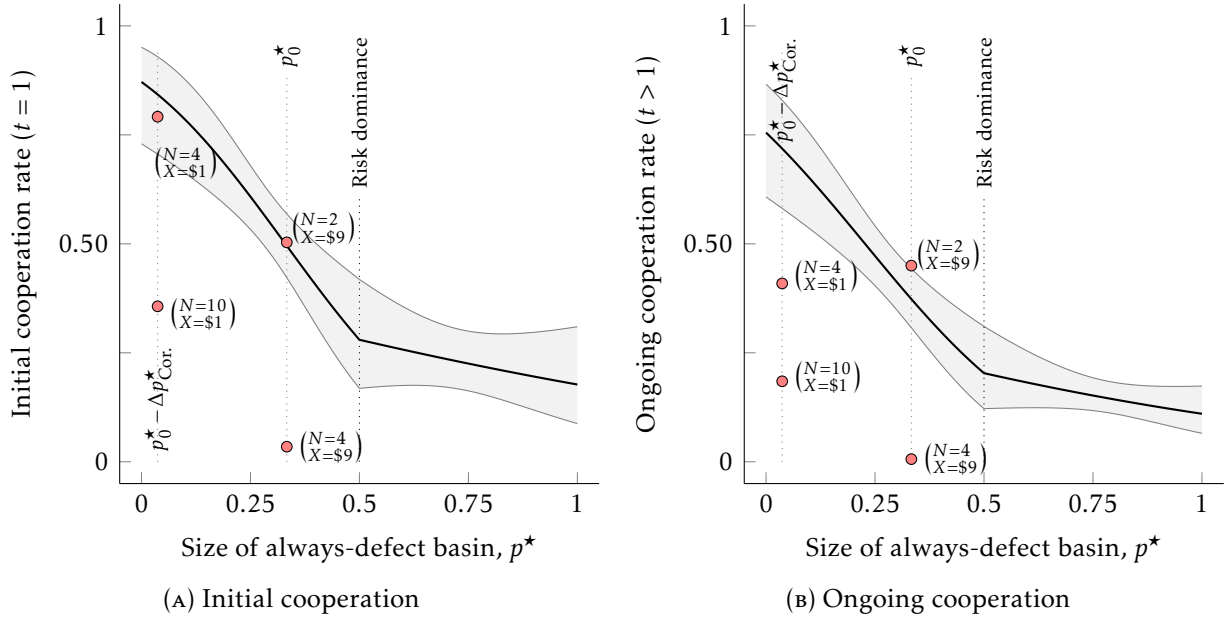 1
0.50
0
Initial cooperation rate (t = 1)
p₀★ − Δp★Cor.
p₀★
Risk dominance
(N=4
X=$1)
(N=2
X=$9)
(N=10
X=$1)
(N=4
X=$9)
0 0.25 0.5 0.75 1
Size of always-defect basin, p★
(A) Initial cooperation
1
0.50
0
Ongoing cooperation rate (t > 1)
p₀★ − Δp★Cor.
p₀★
Risk dominance
(N=2
X=$9)
(N=4
X=$1)
(N=10
X=$1)
(N=4
X=$9)
0 0.25 0.5 0.75 1
Size of always-defect basin, p★
(B) Ongoing cooperation